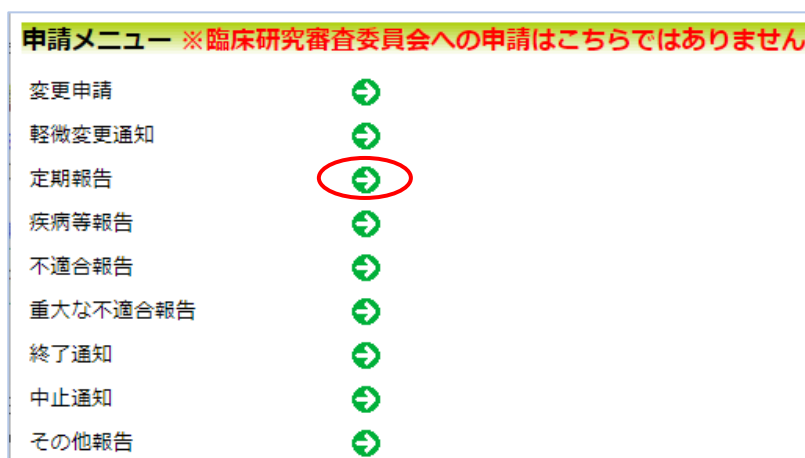 申請メニュー ※臨床研究審査委員会への申請はこちらではありません
変更申請
軽微変更通知
定期報告
疾病等報告
不適合報告
重大な不適合報告
終了通知
中止通知
その他報告